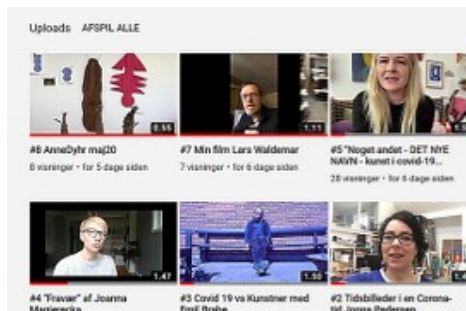 Uploads AFSPIL ALLE
0.55
1.11
#8 AnneDyhr maj20
#7 Min film Lars Waldemar
#5 "Noget andet - DET NYE
NAVN - kunst i covid-19...
8 visninger • for 5 dage siden
7 visninger • for 6 dage siden
28 visninger • for 6 dage siden
1.47
1.50
#4 "Fravær" af Joanna
#3 Covid 19 vs Kunstner med
#2 Tidsbilleder i en Corona-